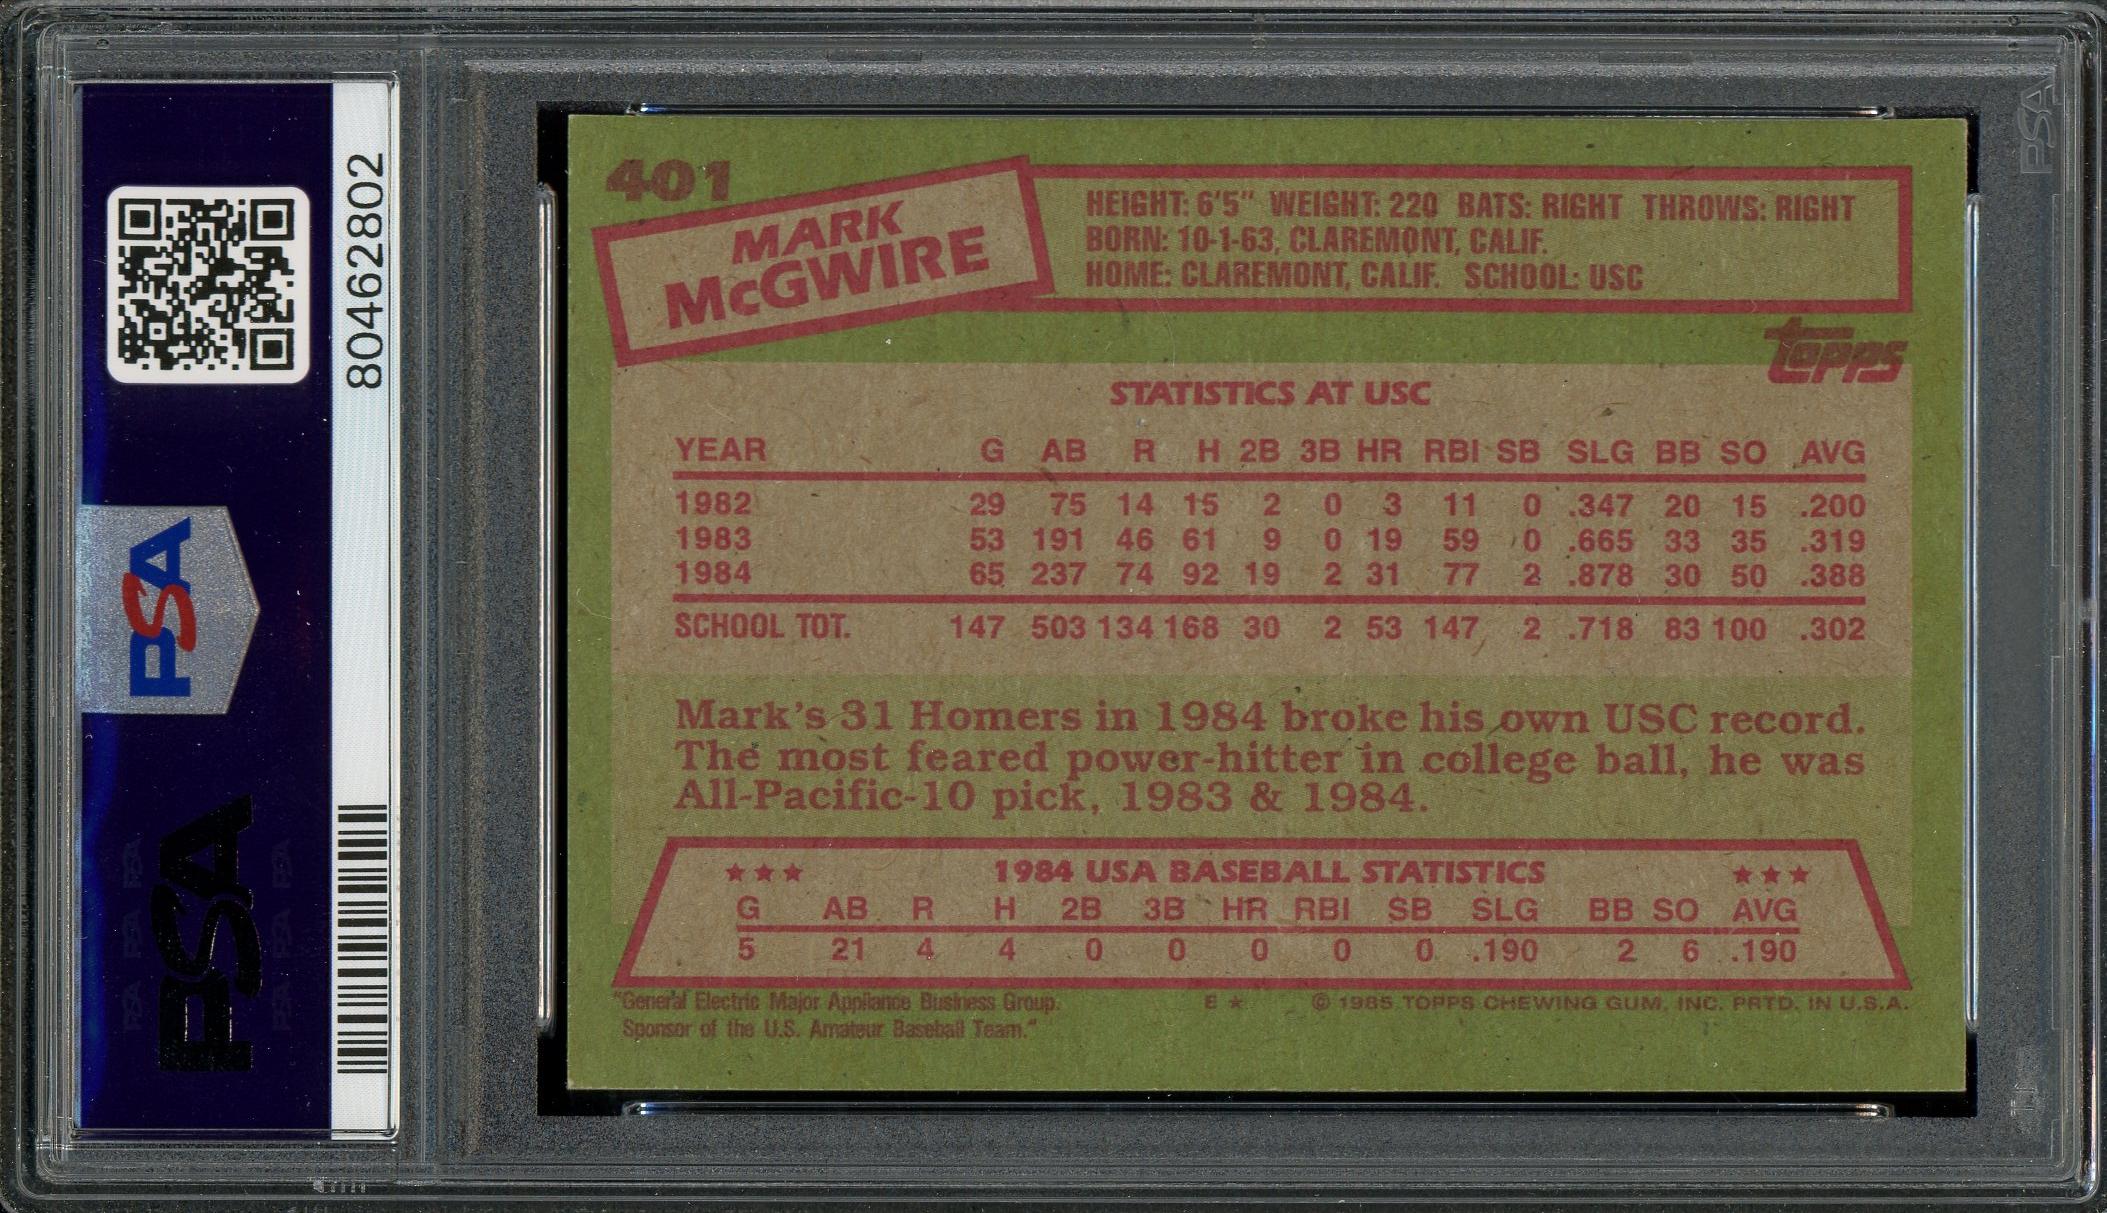 80462802
PSA
PSA
PSA
401
MARK
McGWIRE
HEIGHT: 6'5" WEIGHT: 220 BATS: RIGHT THROWS: RIGHT
BORN: 10-1-63, CLAREMONT, CALIF.
HOME: CLAREMONT, CALIF. SCHOOL: USC
topps
STATISTICS AT USC
YEAR G AB R H 2B 3B HR RBI SB SLG BB SO AVG
1982 29 75 14 15 2 0 3 11 0 .347 20 15 .200
1983 53 191 46 61 9 0 19 59 0 .665 33 35 .319
1984 65 237 74 92 19 2 31 77 2 .878 30 50 .388
SCHOOL TOT. 147 503 134 168 30 2 53 147 2 .718 83 100 .302
Mark's 31 Homers in 1984 broke his own USC record.
The most feared power-hitter in college ball, he was
All-Pacific-10 pick, 1983 & 1984.
★★★ 1984 USA BASEBALL STATISTICS ★★★
G AB R H 2B 3B HR RBI SB SLG BB SO AVG
5 21 4 4 0 0 0 0 0 .190 2 6 .190
"General Electric Major Appliance Business Group.
Sponsor of the U.S. Amateur Baseball Team."
E ★ © 1985 TOPPS CHEWING GUM, INC. PRTD. IN U.S.A.